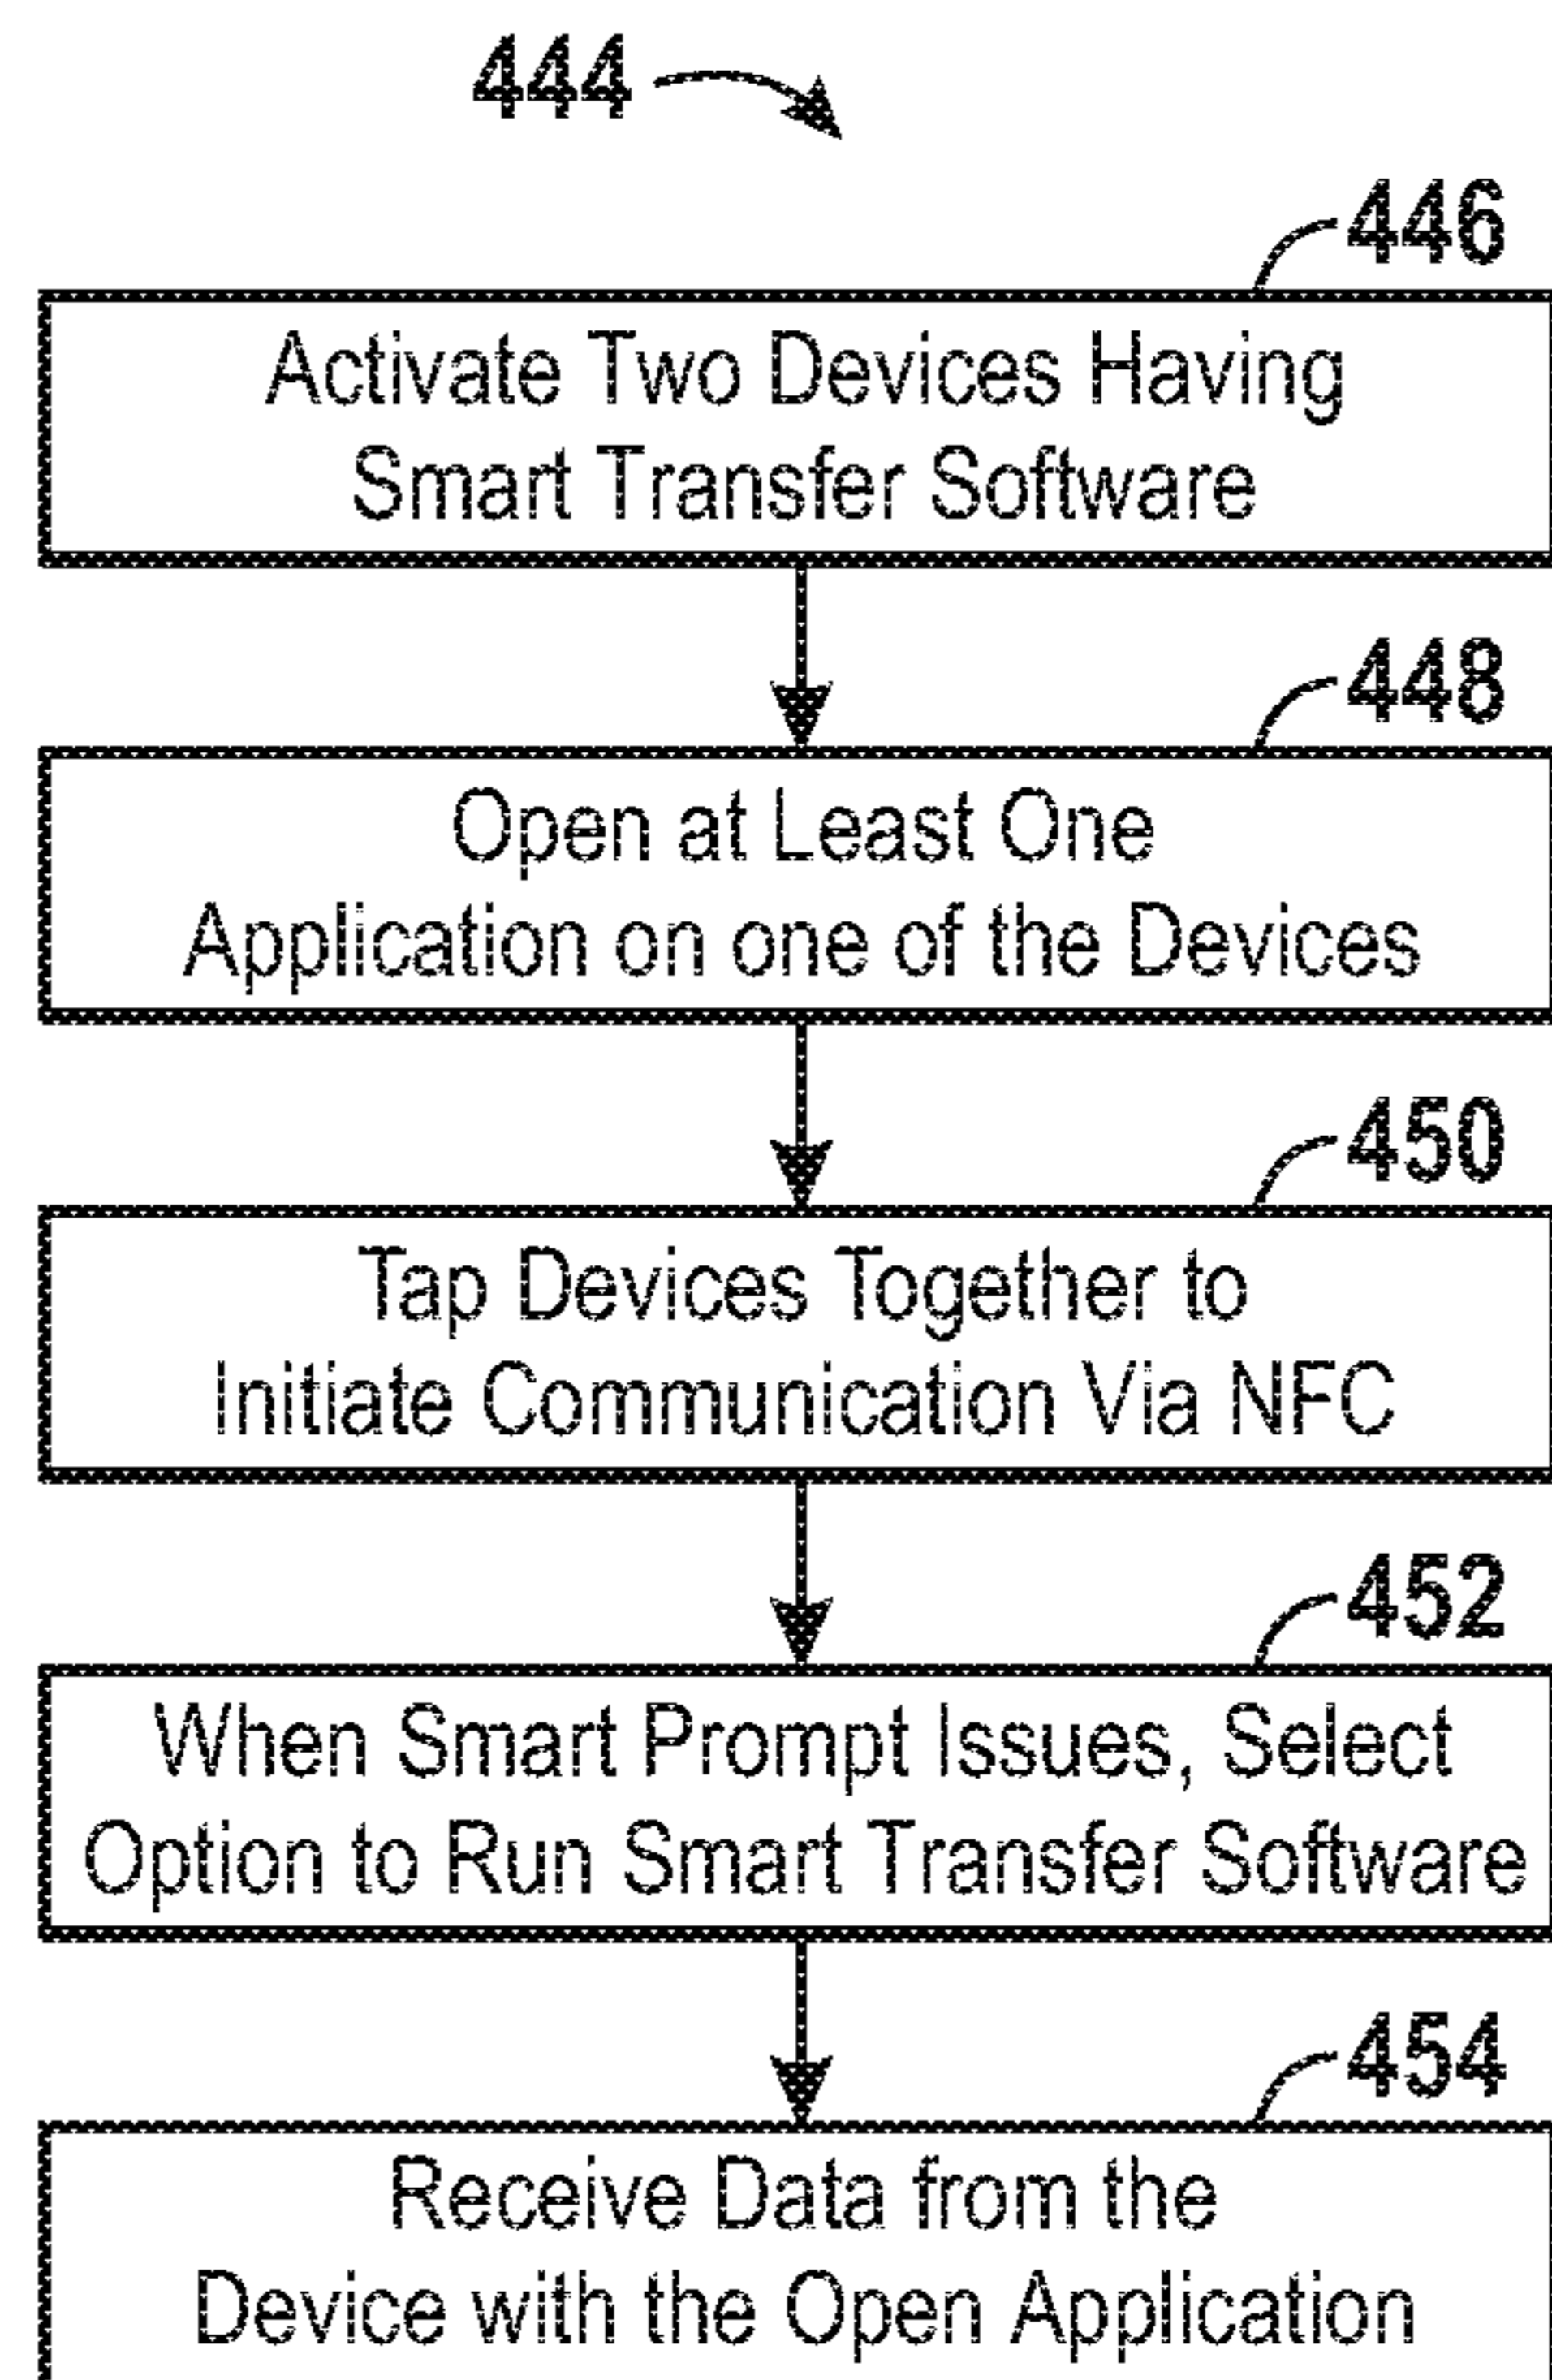 444
446
Activate Two Devices Having
Smart Transfer Software
448
Open at Least One
Application on one of the Devices
450
Tap Devices Together to
Initiate Communication Via NFC
452
When Smart Prompt Issues, Select
Option to Run Smart Transfer Software
454
Receive Data from the
Device with the Open Application